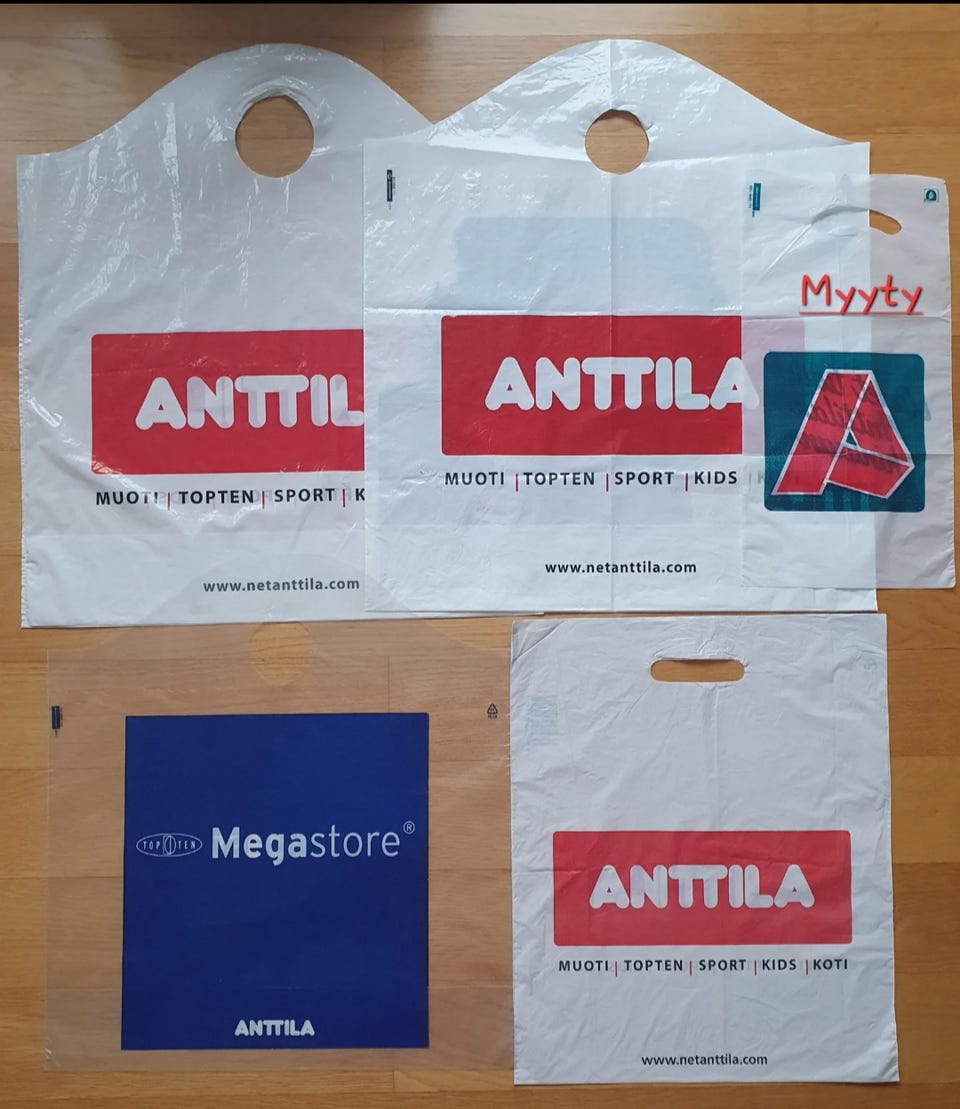 ANTTIL
MUOTI | TOPTEN | SPORT | K
www.netanttila.com
ANTTILA
MUOTI | TOPTEN | SPORT | KIDS
www.netanttila.com
Myyty
TOP TEN Megastore®
ANTTILA
ANTTILA
MUOTI | TOPTEN | SPORT | KIDS | KOTI
www.netanttila.com